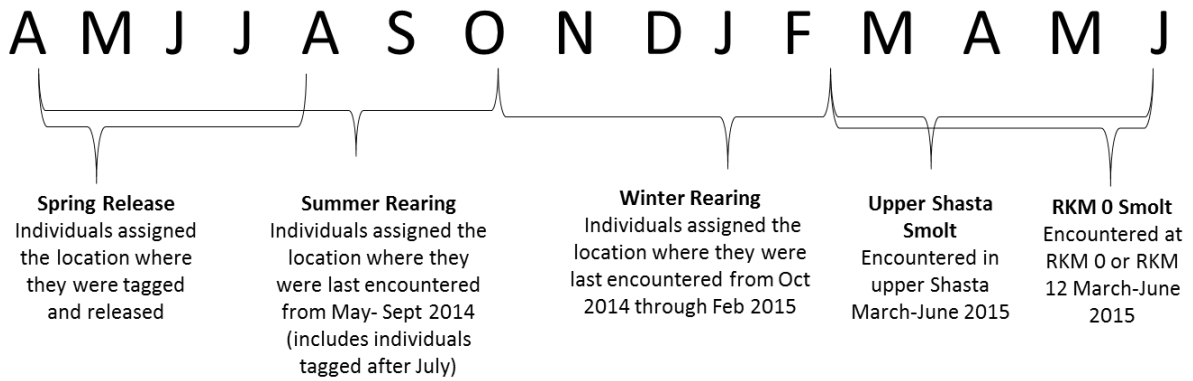 A M J J A S O N D J F M A M J
Spring Release
Individuals assigned
the location where
they were tagged
and released
Summer Rearing
Individuals assigned the
location where they
were last encountered
from May- Sept 2014
(includes individuals
tagged after July)
Winter Rearing
Individuals assigned the
location where they were
last encountered from Oct
2014 through Feb 2015
Upper Shasta
Smolt
Encountered in
upper Shasta
March-June 2015
RKM 0 Smolt
Encountered at
RKM 0 or RKM
12 March-June
2015